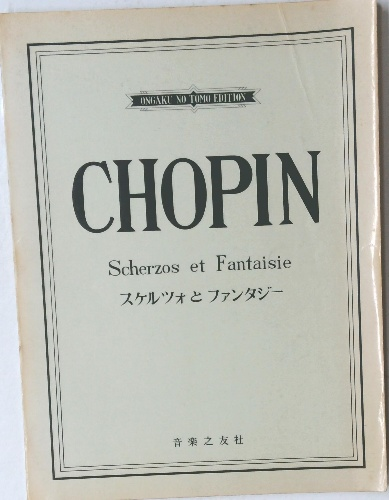 ONGAKU NO TOMO EDITION
CHOPIN
Scherzos et Fantaisie
スケルツォと ファンタジー
音楽之友社